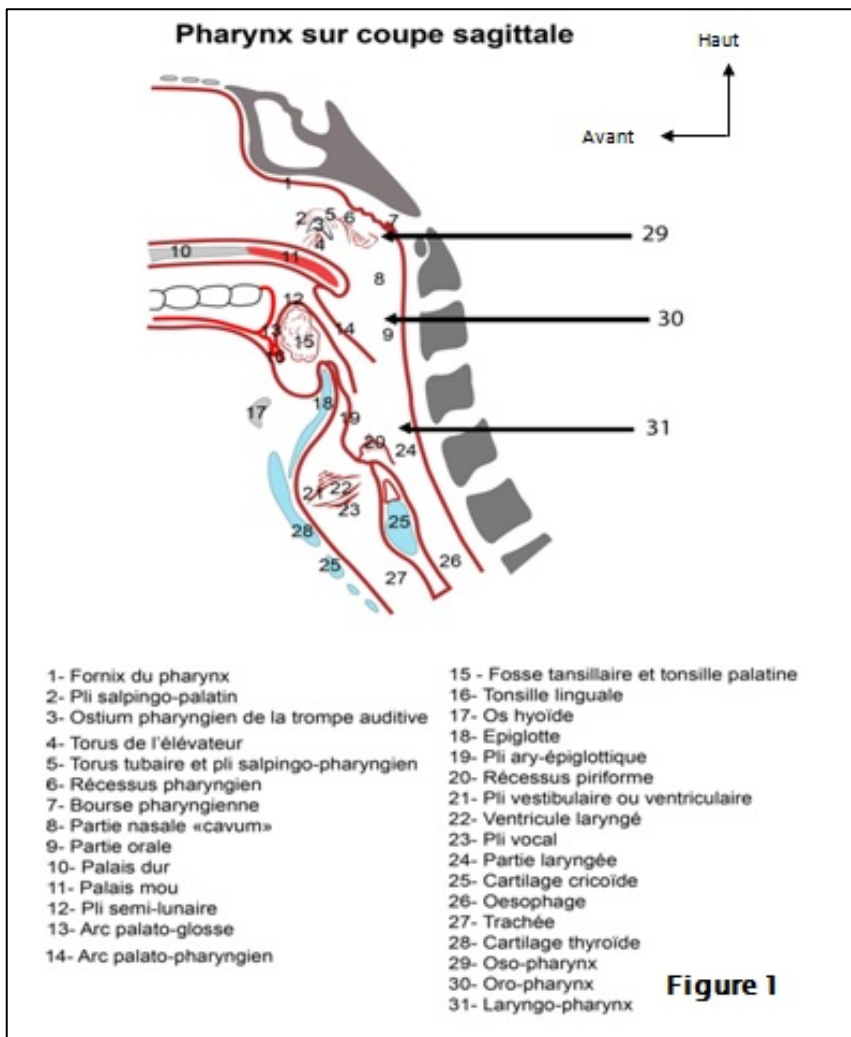 Pharynx sur coupe sagittale
Haut
Avant
1
2
3
4
5
6
7
29
10
11
8
12
30
13
14
9
15
16
17
18
19
31
20
24
21
22
23
25
28
25
26
27
1- Fornix du pharynx
2- Pli salpingo-palatin
3- Ostium pharyngien de la trompe auditive
4- Torus de l'élévateur
5- Torus tubaire et pli salpingo-pharyngien
6- Récessus pharyngien
7- Bourse pharyngienne
8- Partie nasale «cavum»
9- Partie orale
10- Palais dur
11- Palais mou
12- Pli semi-lunaire
13- Arc palato-glosse
14- Arc palato-pharyngien
15 - Fosse tansillaire et tonsille palatine
16- Tonsille linguale
17- Os hyoïde
18- Epiglotte
19- Pli ary-épiglottique
20- Récessus piriforme
21- Pli vestibulaire ou ventriculaire
22- Ventricule laryngé
23- Pli vocal
24- Partie laryngée
25- Cartilage cricoïde
26- Oesophage
27- Trachée
28- Cartilage thyroïde
29- Oso-pharynx
30- Oro-pharynx
31- Laryngo-pharynx
Figure 1